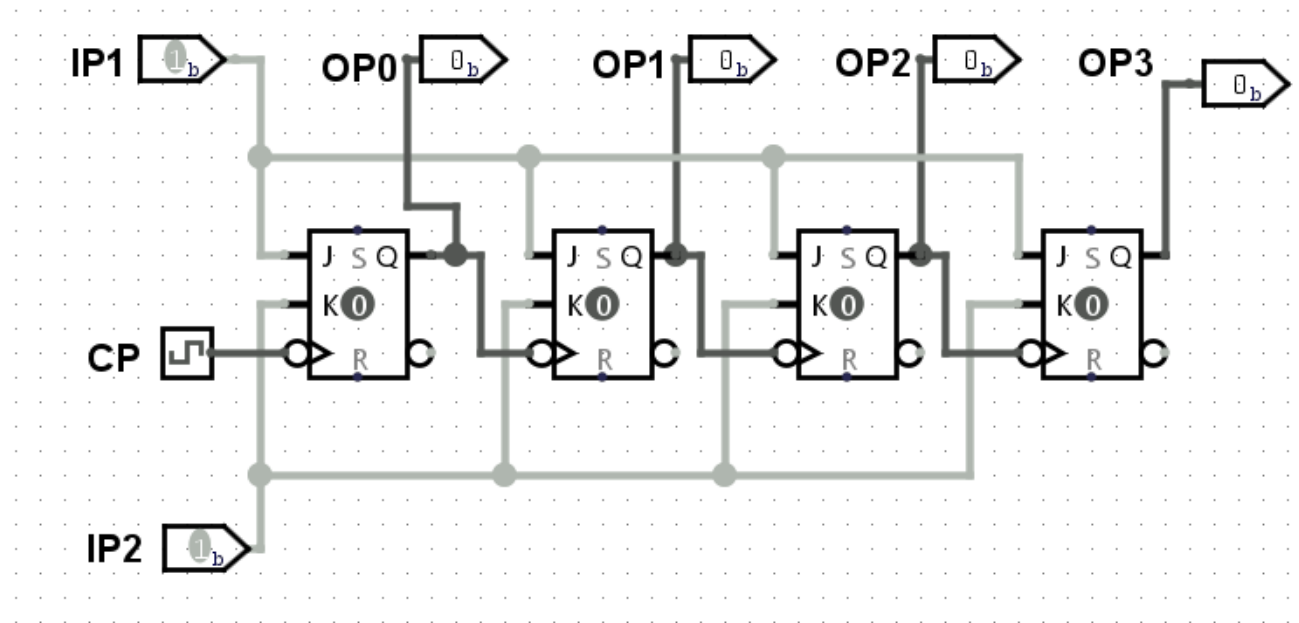 IP1 1b OP0 0b OP1 0b OP2 0b OP3 0b
J S Q J S Q J S Q J S Q
K 0 K 0 K 0 K 0
CP R R R R
IP2 1b